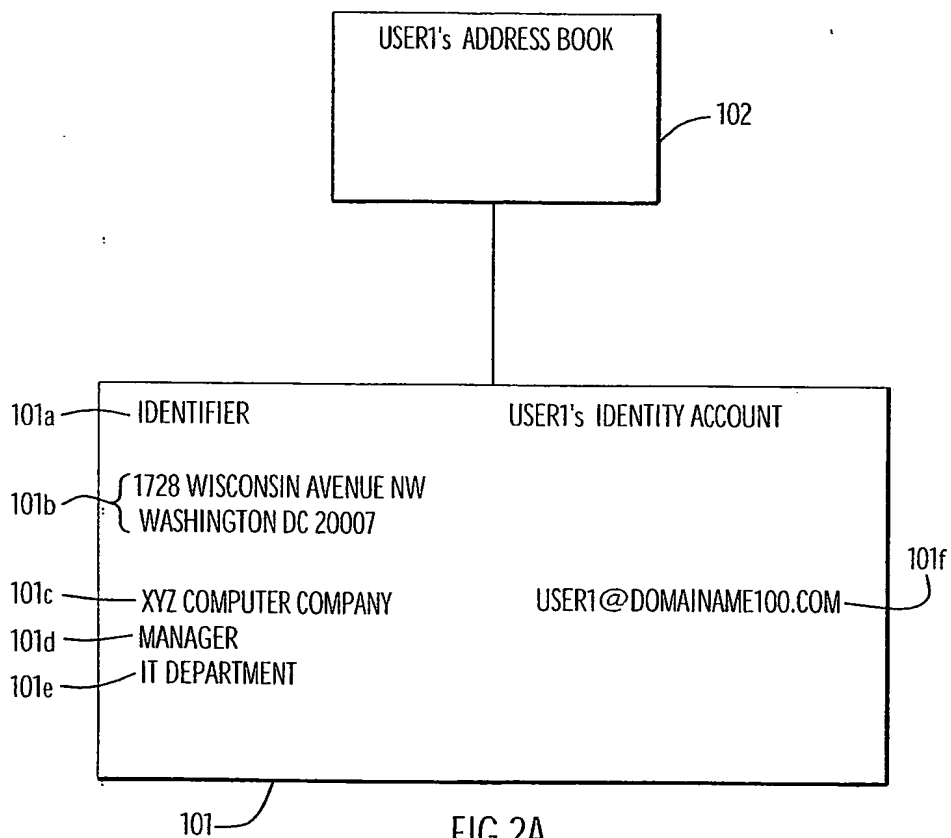 USER1's ADDRESS BOOK
102
101a
IDENTIFIER
USER1's IDENTITY ACCOUNT
101b
1728 WISCONSIN AVENUE NW
WASHINGTON DC 20007
101f
101c
XYZ COMPUTER COMPANY
USER1@DOMAINAME100.COM
101d
MANAGER
101e
IT DEPARTMENT
101
FIG. 2A